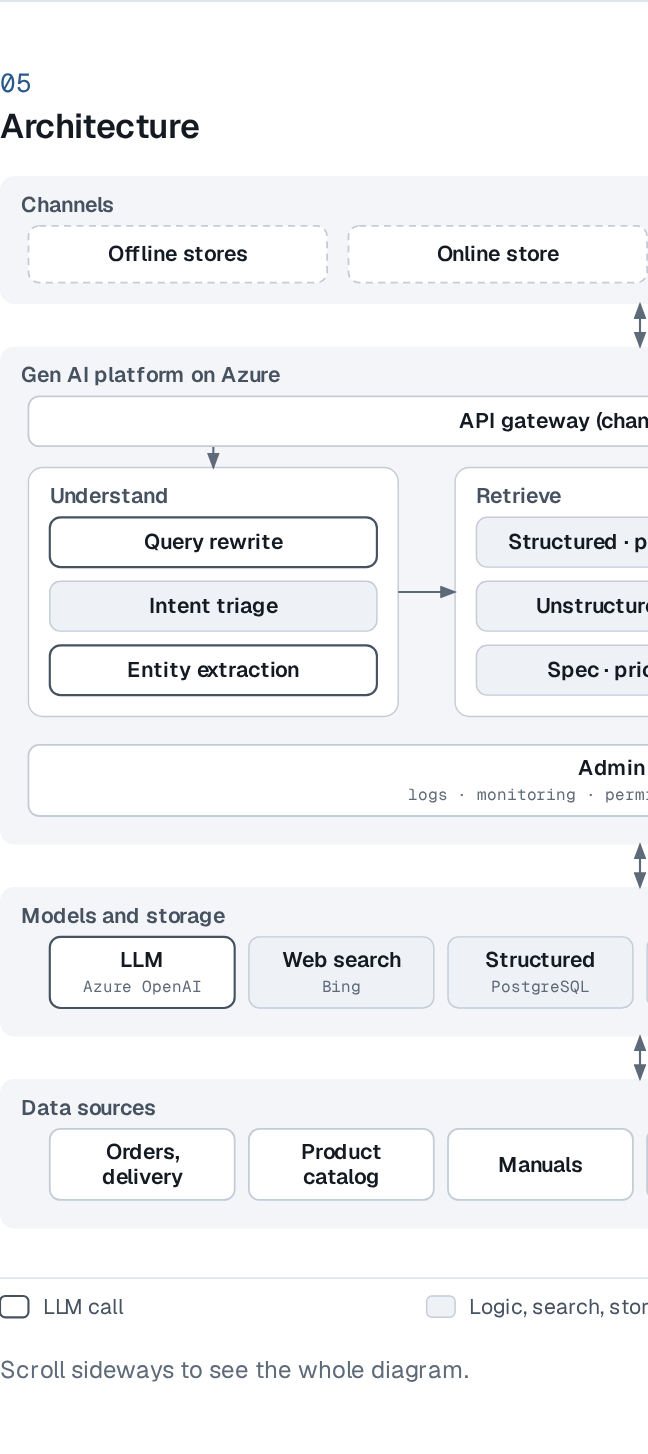 05
Architecture
Channels
Offline stores
Online store
Gen AI platform on Azure
API gateway (chan
Understand
Retrieve
Query rewrite
Structured · p
Intent triage
Unstructure
Entity extraction
Spec · pric
Admin
logs · monitoring · permi
Models and storage
LLM
Azure OpenAI
Web search
Bing
Structured
PostgreSQL
Data sources
Orders,
delivery
Product
catalog
Manuals
LLM call
Logic, search, stor
Scroll sideways to see the whole diagram.